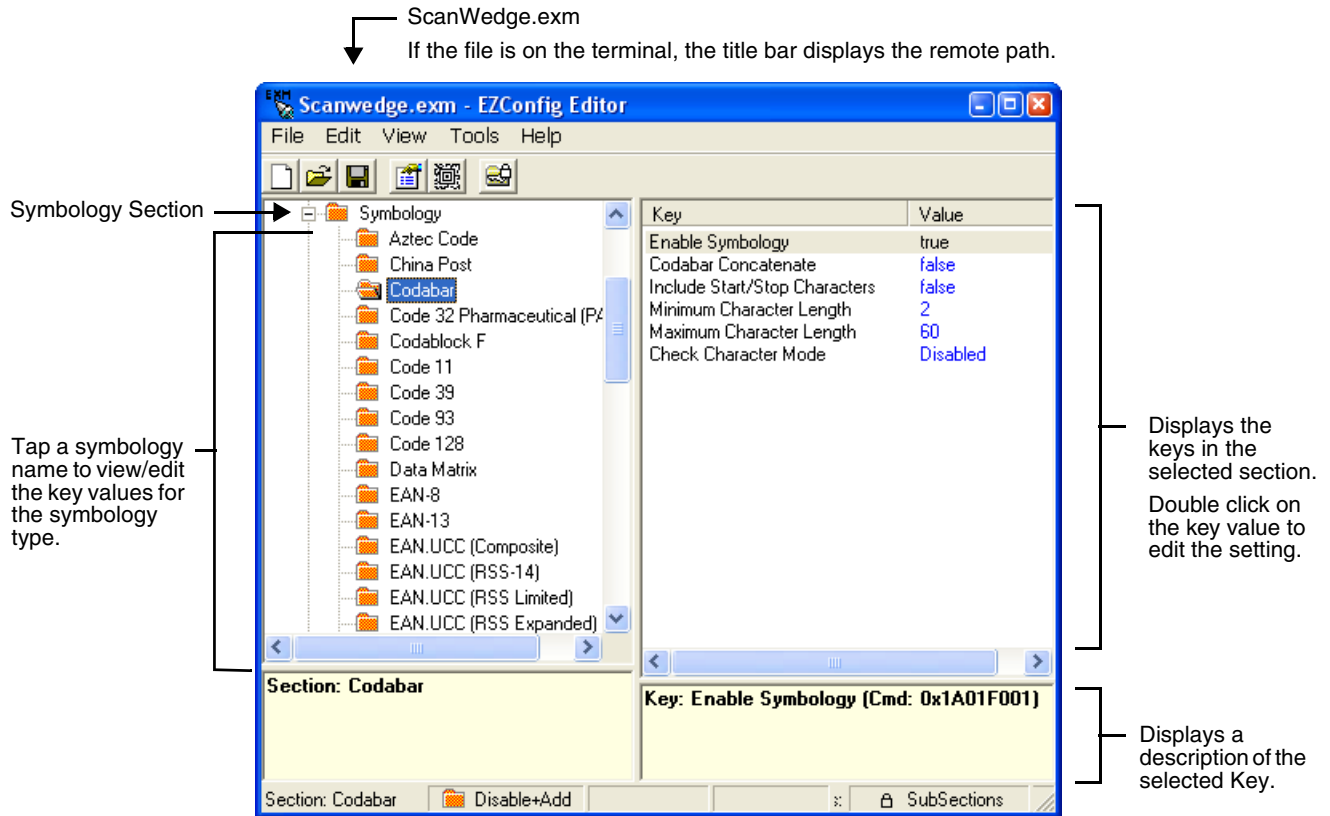 ScanWedge.exm
If the file is on the terminal, the title bar displays the remote path.
EXM
Scanwedge.exm - EZConfig Editor
File Edit View Tools Help
Symbology Section
Symbology
Aztec Code
China Post
Codabar
Code 32 Pharmaceutical (PA
Codablock F
Code 11
Code 39
Code 93
Code 128
Data Matrix
EAN-8
EAN-13
EAN.UCC (Composite)
EAN.UCC (RSS-14)
EAN.UCC (RSS Limited)
EAN.UCC (RSS Expanded)
Tap a symbology
name to view/edit
the key values for
the symbology
type.
Key Value
Enable Symbology true
Codabar Concatenate false
Include Start/Stop Characters false
Minimum Character Length 2
Maximum Character Length 60
Check Character Mode Disabled
Displays the
keys in the
selected section.
Double click on
the key value to
edit the setting.
Section: Codabar
Key: Enable Symbology (Cmd: 0x1A01F001)
Displays a
description of the
selected Key.
Section: Codabar Disable+Add SubSections